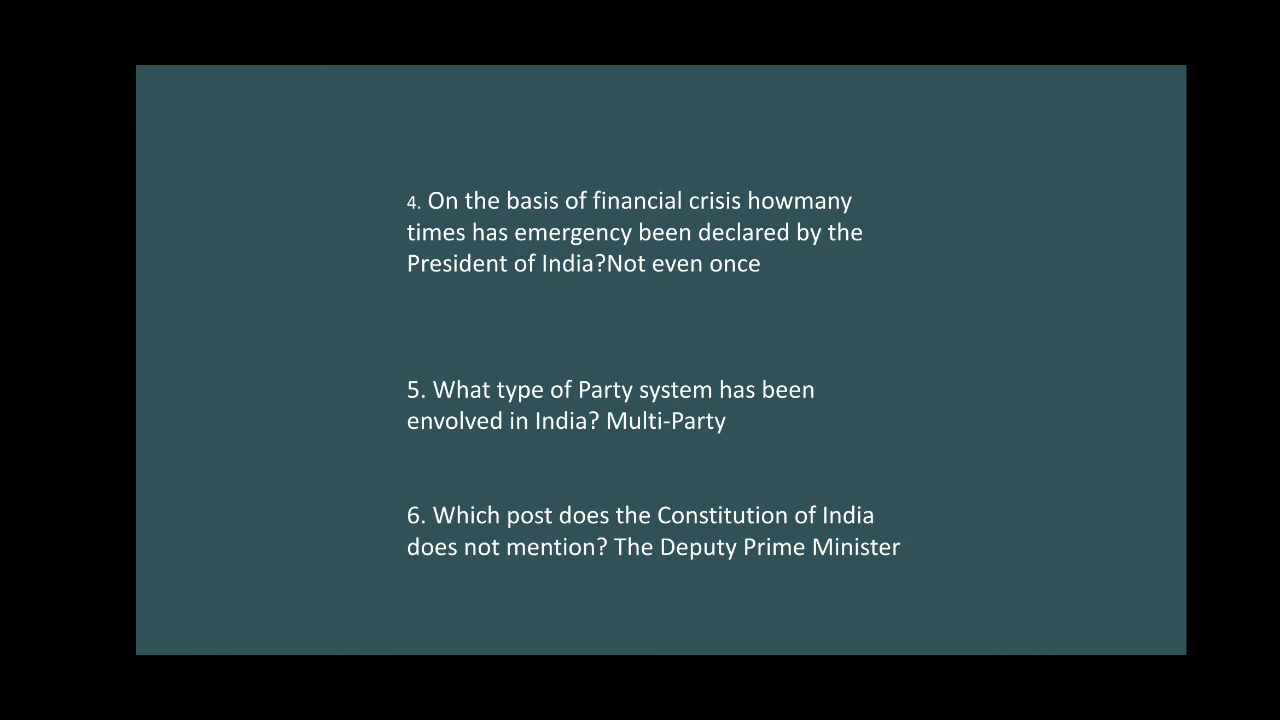 4. On the basis of financial crisis howmany
times has emergency been declared by the
President of India?Not even once
5. What type of Party system has been
envolved in India? Multi-Party
6. Which post does the Constitution of India
does not mention? The Deputy Prime Minister